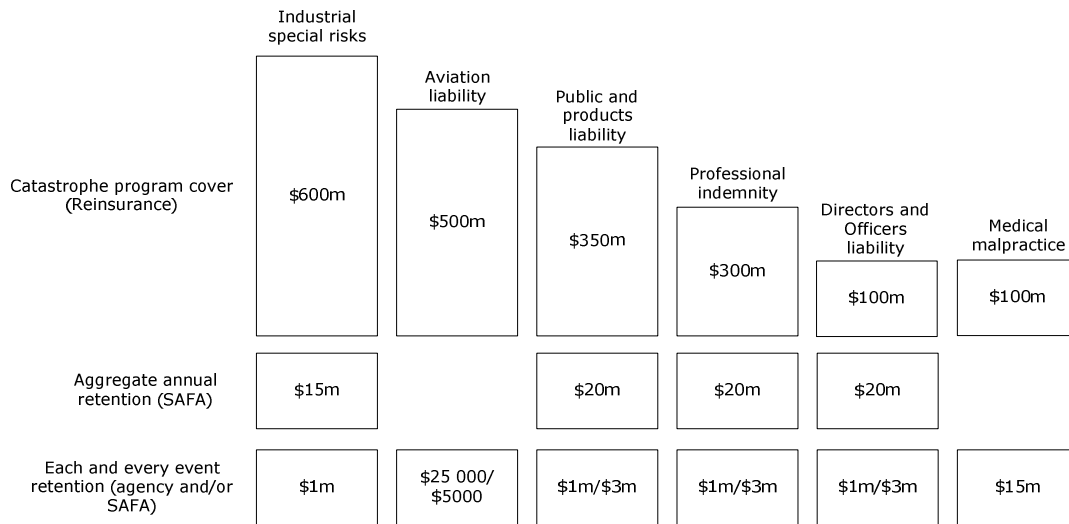 Industrial
special risks
Aviation
liability
Public and
products
liability
Professional
indemnity
Directors and
Officers
liability
Medical
malpractice
Catastrophe program cover
(Reinsurance)
$600m
$500m
$350m
$300m
$100m
$100m
Aggregate annual
retention (SAFA)
$15m
$20m
$20m
$20m
Each and every event
retention (agency and/or
SAFA)
$1m
$25 000/
$5000
$1m/$3m
$1m/$3m
$1m/$3m
$15m